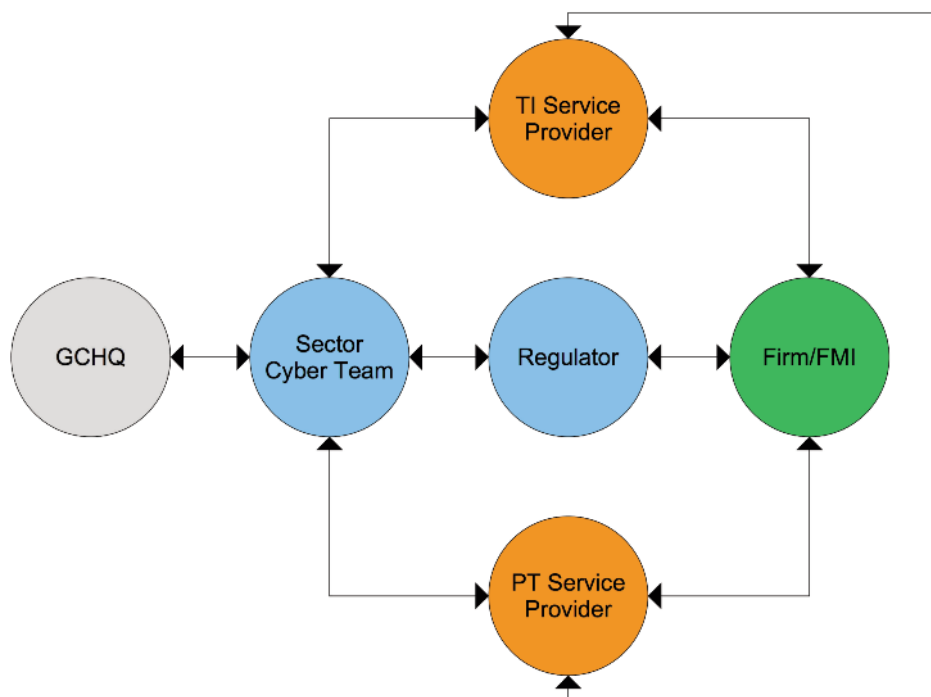 TI Service
Provider
GCHQ
Sector
Cyber Team
Regulator
Firm/FMI
PT Service
Provider